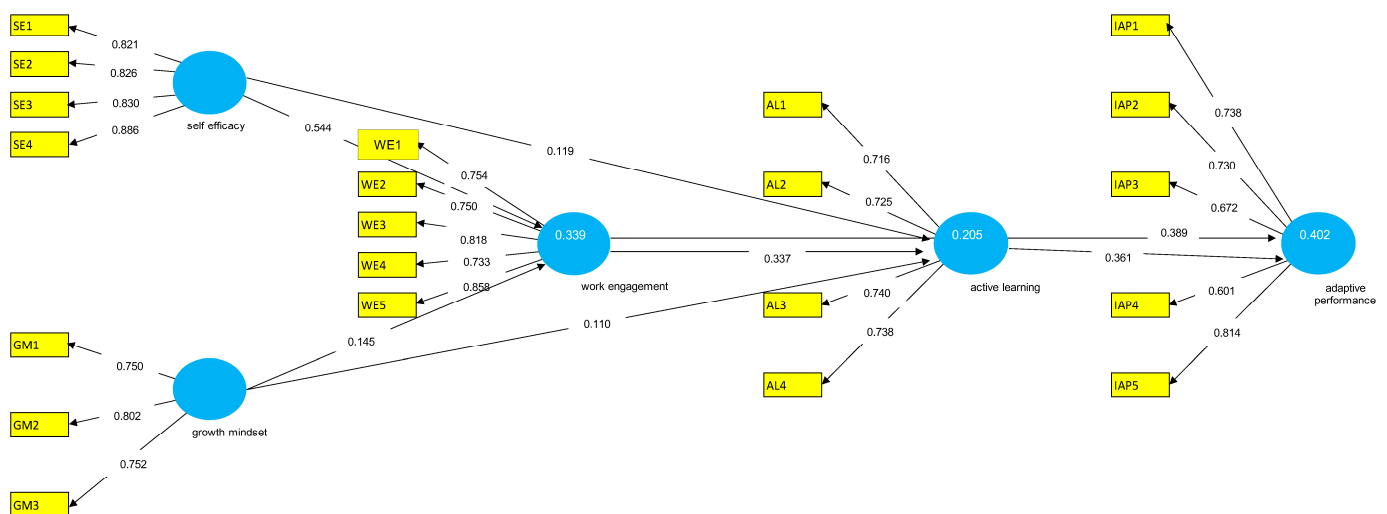 SE1
0.821
SE2
0.826
SE3
0.830
SE4
0.886
self efficacy
0.544
0.119
WE1
0.754
WE2
0.750
WE3
0.818
WE4
0.733
WE5
0.858
0.339
work engagement
0.337
0.145
0.110
GM1
0.750
GM2
0.802
GM3
0.752
growth mindset
AL1
0.716
AL2
0.725
0.205
active learning
AL3
0.740
AL4
0.738
0.389
0.361
IAP1
0.738
IAP2
0.730
IAP3
0.672
0.402
adaptive
performance
IAP4
0.601
IAP5
0.814